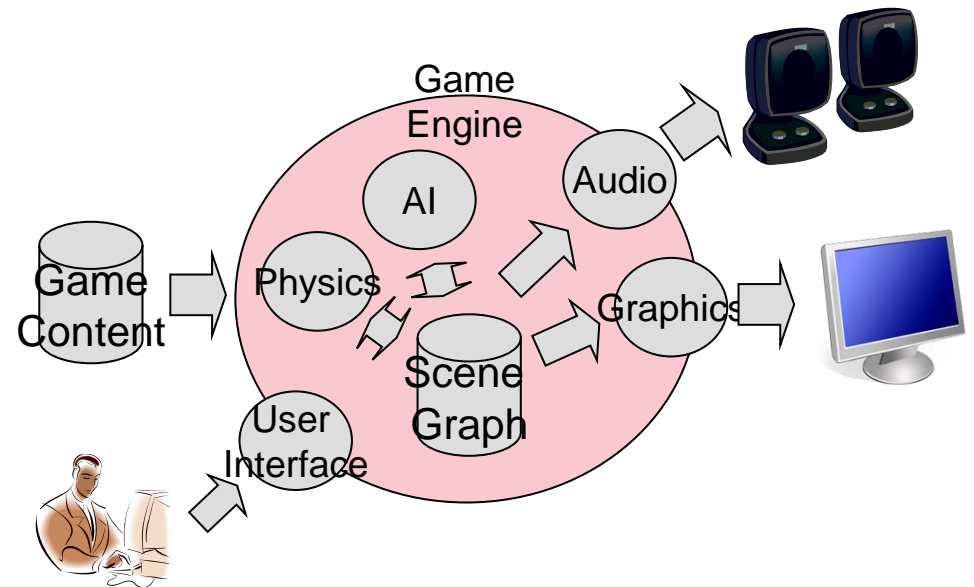 Game
Engine
AI
Audio
Game
Content
Physics
Graphics
Scene
Graph
User
Interface